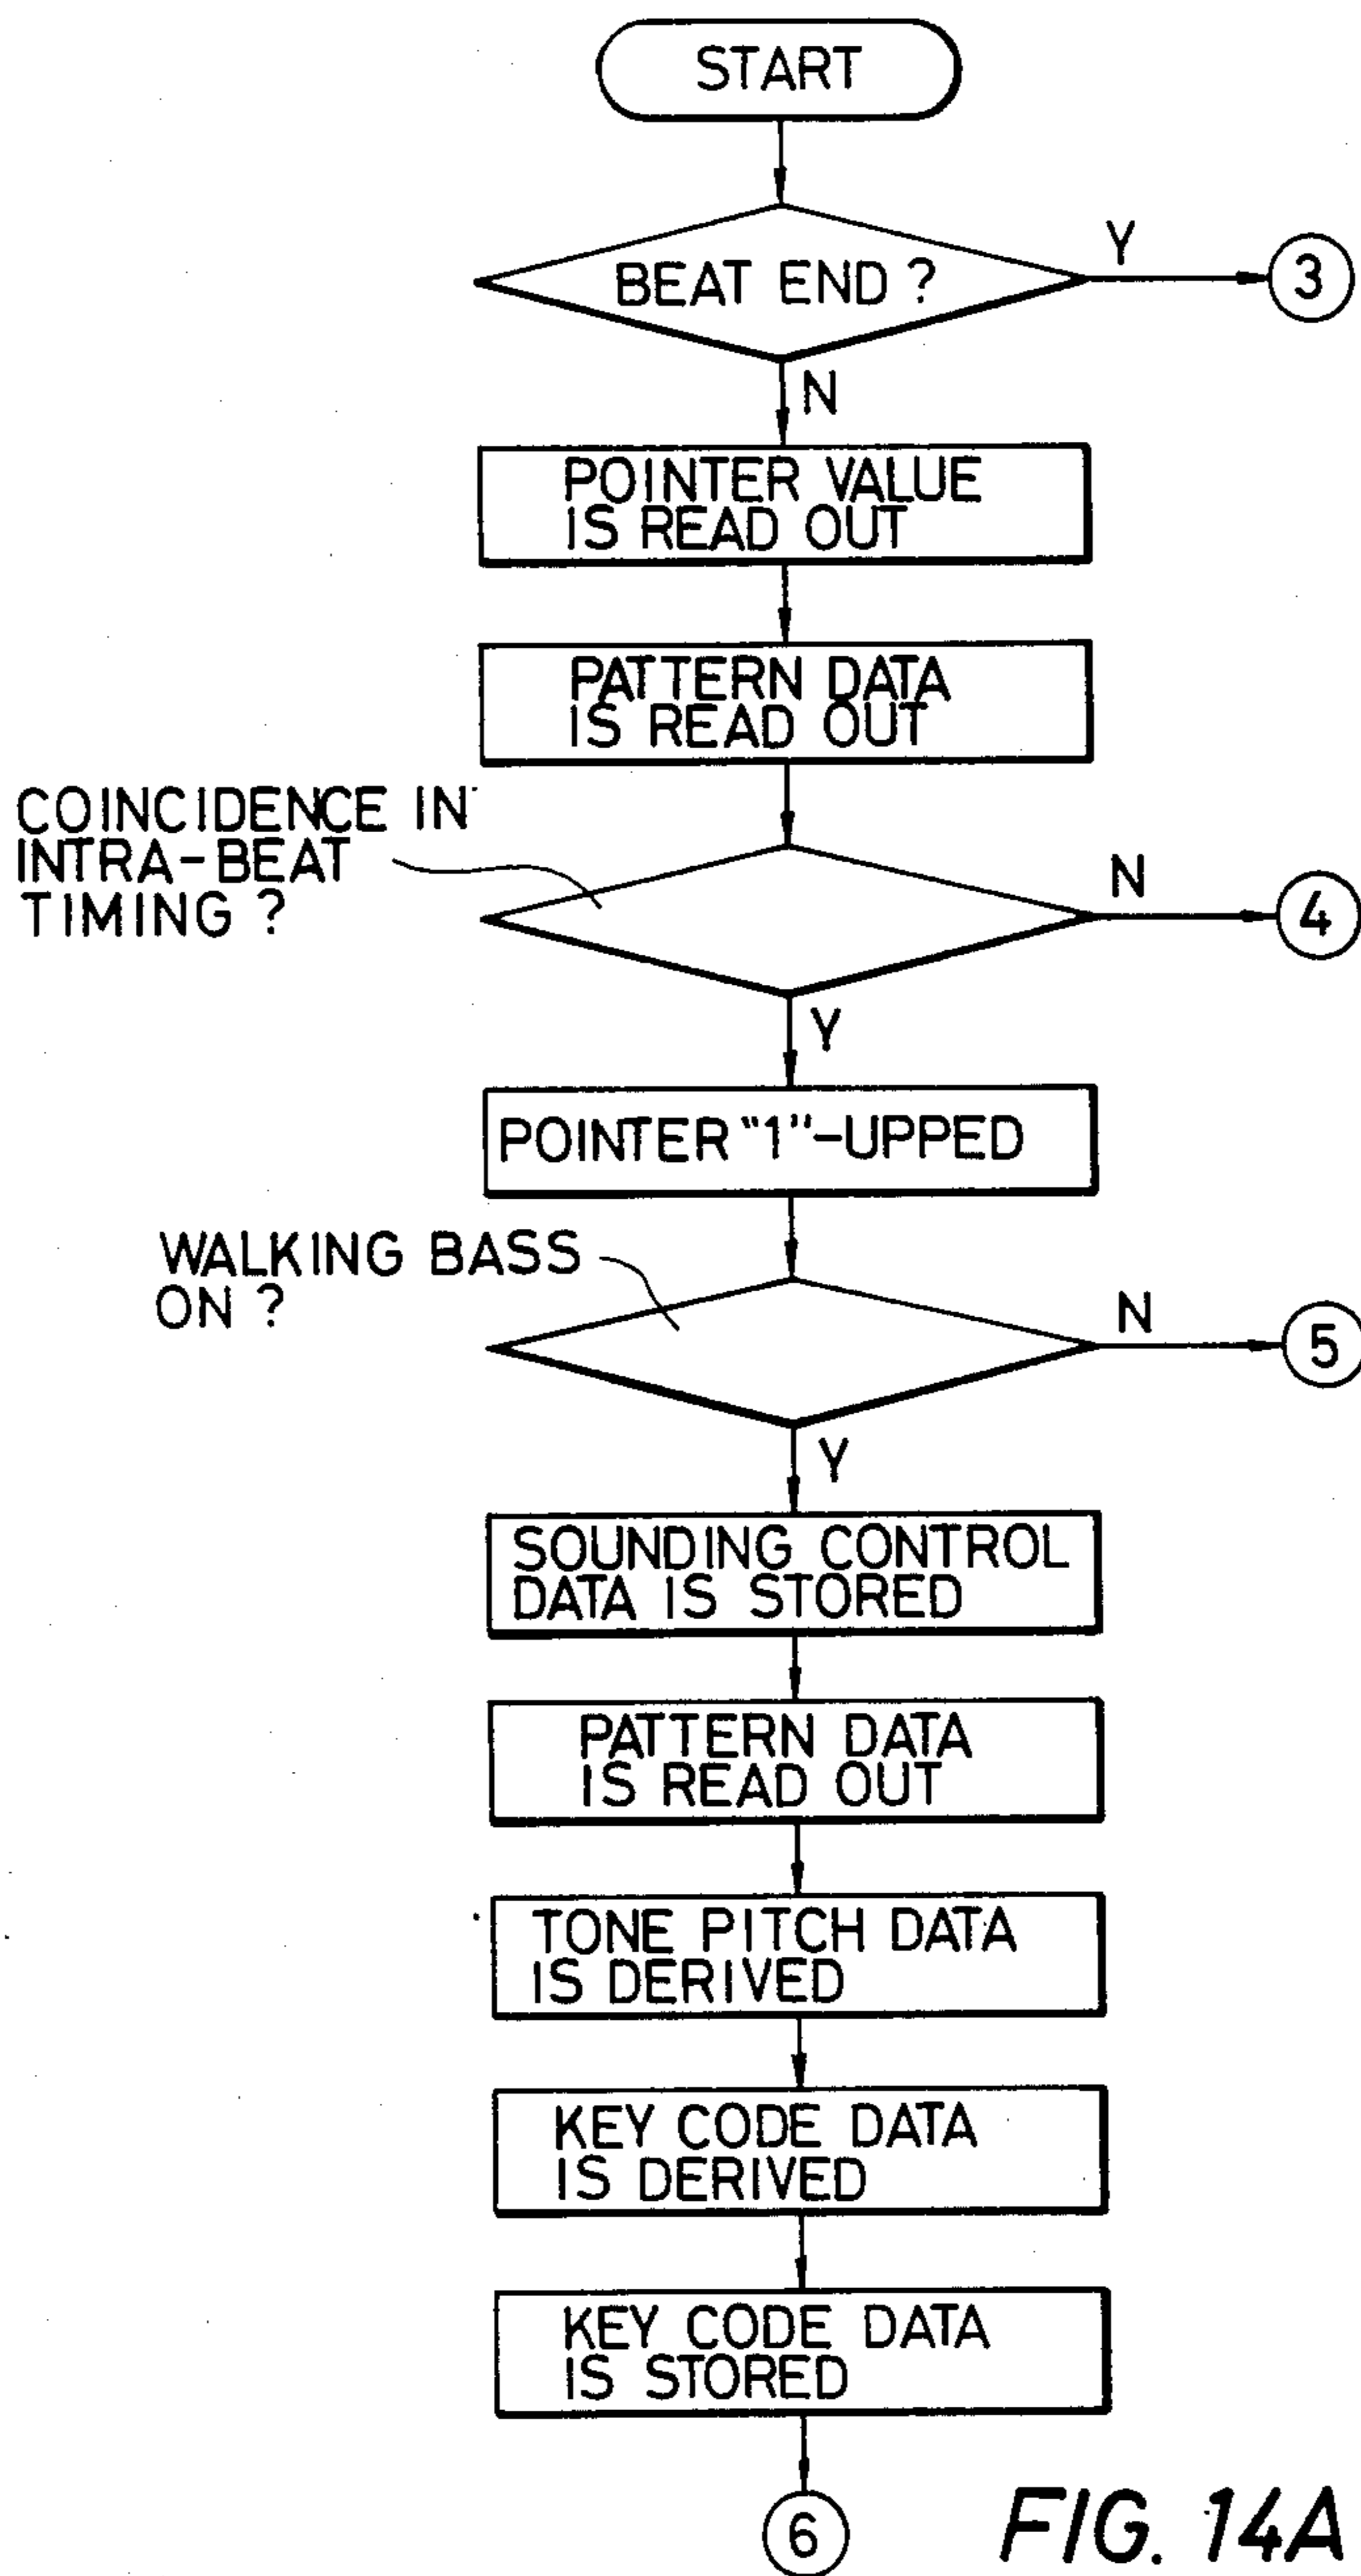 START
BEAT END ?
Y
3
N
POINTER VALUE
IS READ OUT
PATTERN DATA
IS READ OUT
COINCIDENCE IN
INTRA-BEAT
TIMING ?
N
4
Y
POINTER "1"-UPPED
WALKING BASS
ON ?
N
5
Y
SOUNDING CONTROL
DATA IS STORED
PATTERN DATA
IS READ OUT
TONE PITCH DATA
IS DERIVED
KEY CODE DATA
IS DERIVED
KEY CODE DATA
IS STORED
6
FIG. 14A